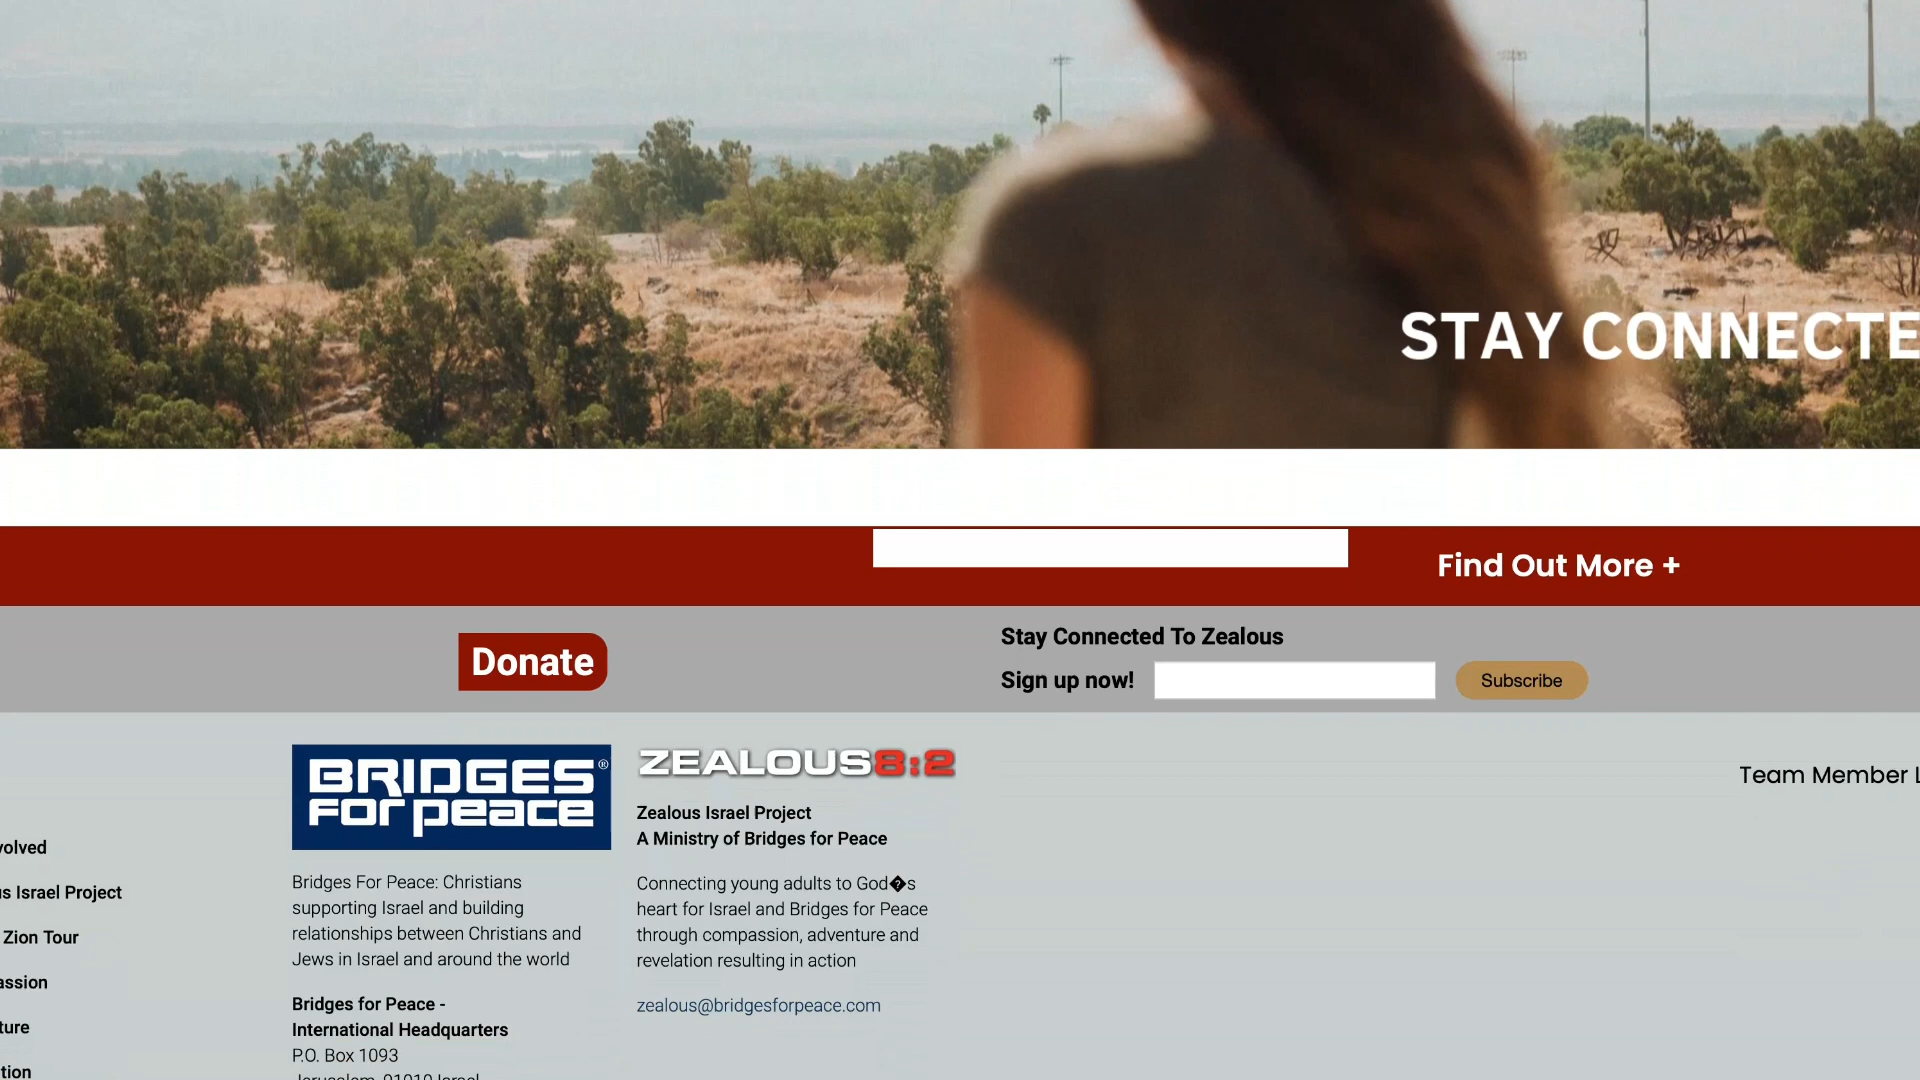 STAY CONNECTE
Find Out More +
Donate
Stay Connected To Zealous
Sign up now!
Subscribe
volved
s Israel Project
Zion Tour
assion
ture
tion
BRIDGES®
for peace
Bridges For Peace: Christians
supporting Israel and building
relationships between Christians and
Jews in Israel and around the world
Bridges for Peace -
International Headquarters
P.O. Box 1093
Jerusalem, 91010 Israel
ZEALOUS8:2
Zealous Israel Project
A Ministry of Bridges for Peace
Connecting young adults to God�s
heart for Israel and Bridges for Peace
through compassion, adventure and
revelation resulting in action
zealous@bridgesforpeace.com
Team Member L